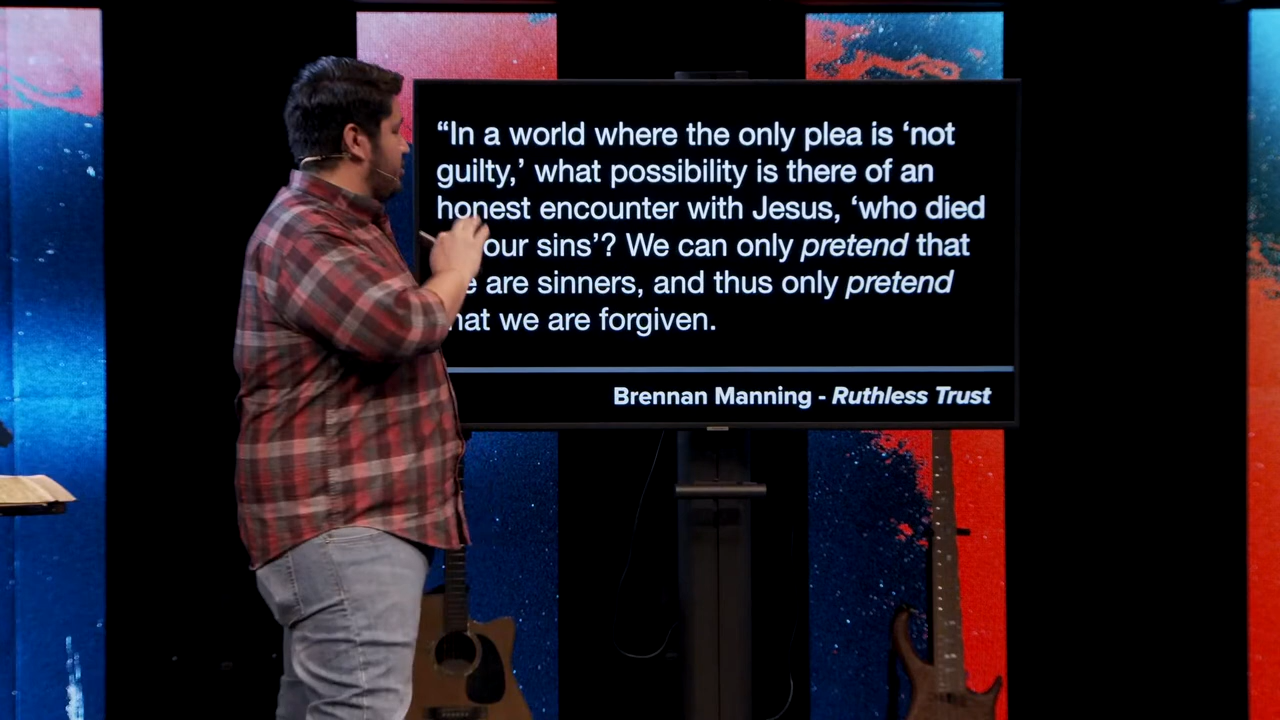 “In a world where the only plea is ‘not
guilty,’ what possibility is there of an
honest encounter with Jesus, ‘who died
our sins’? We can only pretend that
are sinners, and thus only pretend
we are forgiven.
Brennan Manning - Ruthless Trust